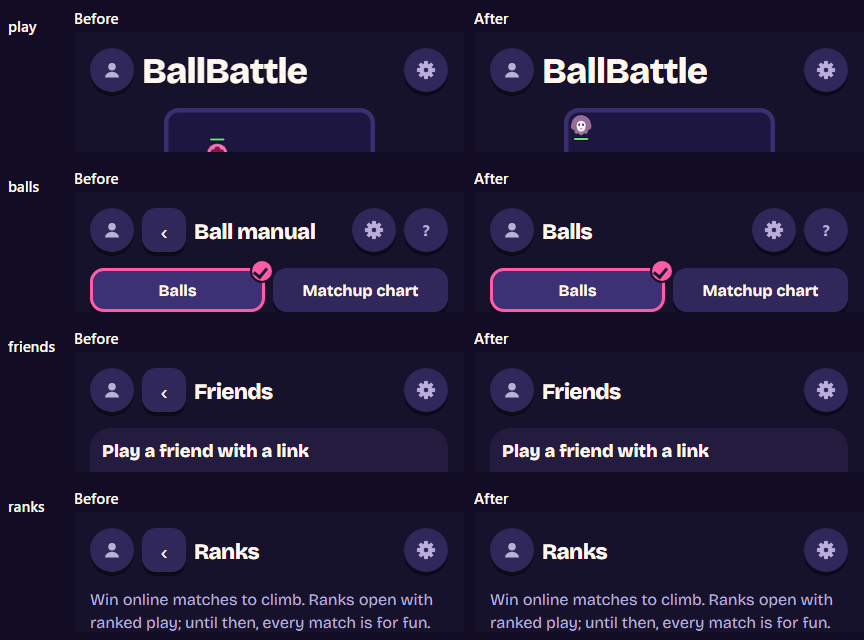 play
Before
After
BallBattle
BallBattle
balls
Before
After
‹
Ball manual
?
Balls
?
Balls
Matchup chart
Balls
Matchup chart
friends
Before
After
‹
Friends
Friends
Play a friend with a link
Play a friend with a link
ranks
Before
After
‹
Ranks
Ranks
Win online matches to climb. Ranks open with
ranked play; until then, every match is for fun.
Win online matches to climb. Ranks open with
ranked play; until then, every match is for fun.